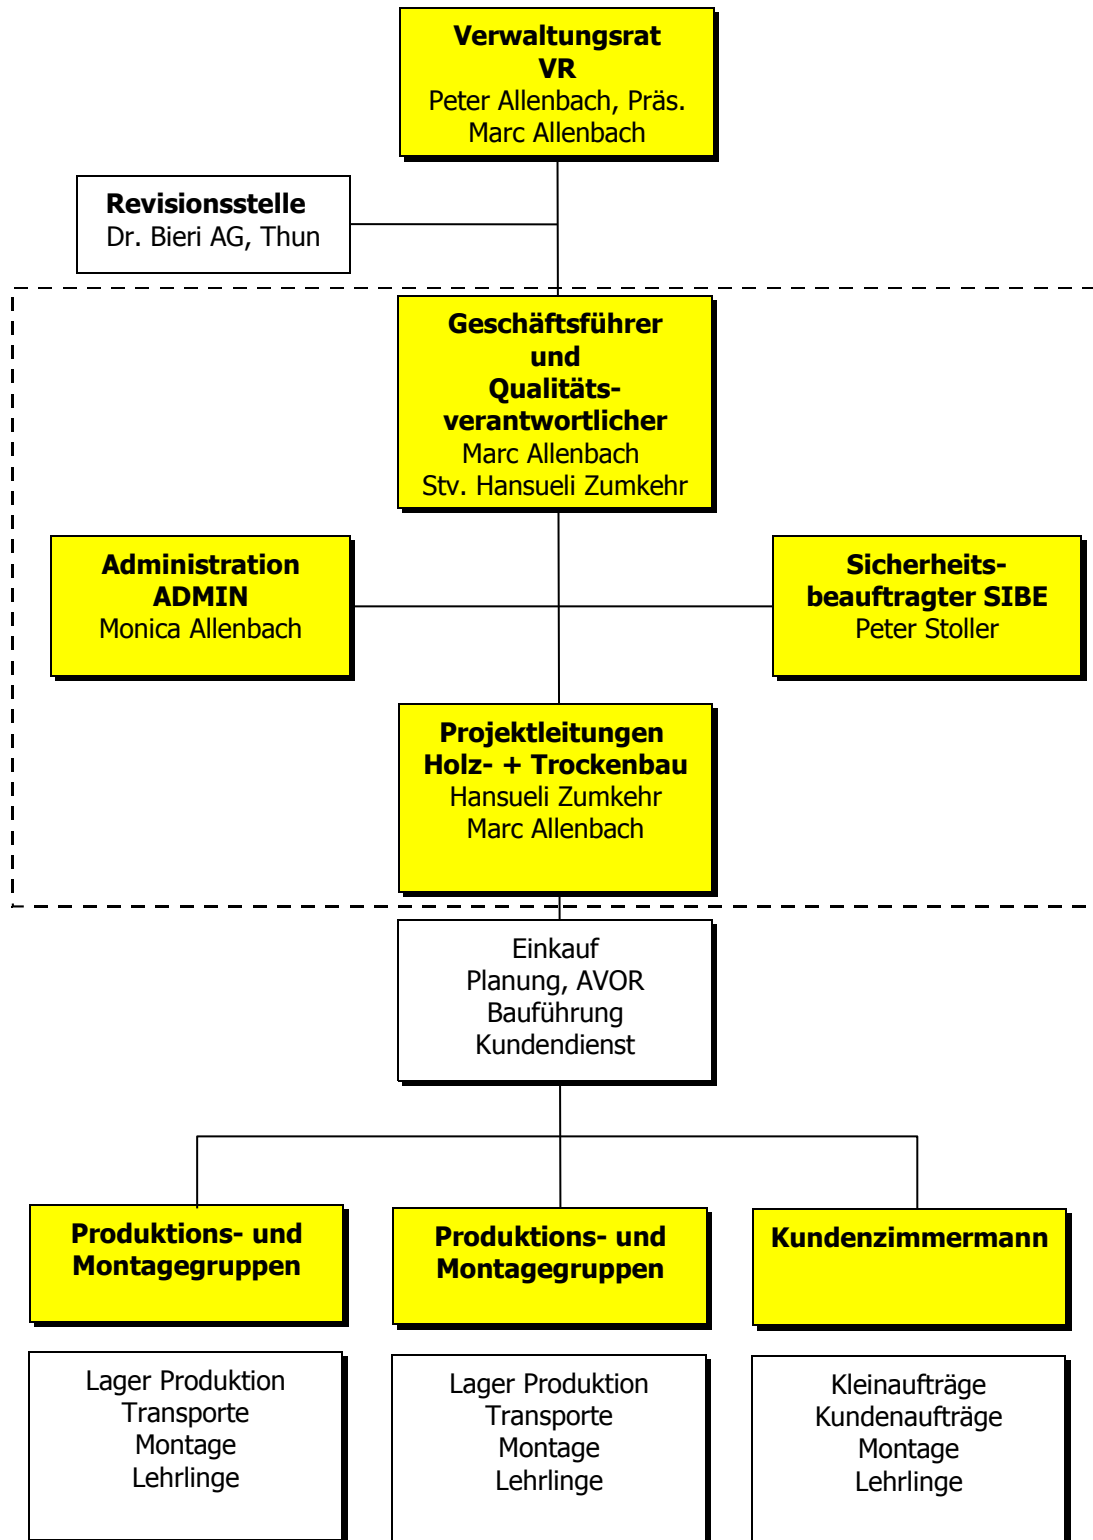 Verwaltungsrat
VR
Peter Allenbach, Präs.
Marc Allenbach
Revisionsstelle
Dr. Bieri AG, Thun
Geschäftsführer
und
Qualitäts-
verantwortlicher
Marc Allenbach
Stv. Hansueli Zumkehr
Administration
ADMIN
Monica Allenbach
Sicherheits-
beauftragter SIBE
Peter Stoller
Projektleitungen
Holz- + Trockenbau
Hansueli Zumkehr
Marc Allenbach
Einkauf
Planung, AVOR
Bauführung
Kundendienst
Produktions- und
Montagegruppen
Produktions- und
Montagegruppen
Kundenzimmermann
Lager Produktion
Transporte
Montage
Lehrlinge
Lager Produktion
Transporte
Montage
Lehrlinge
Kleinaufträge
Kundenaufträge
Montage
Lehrlinge